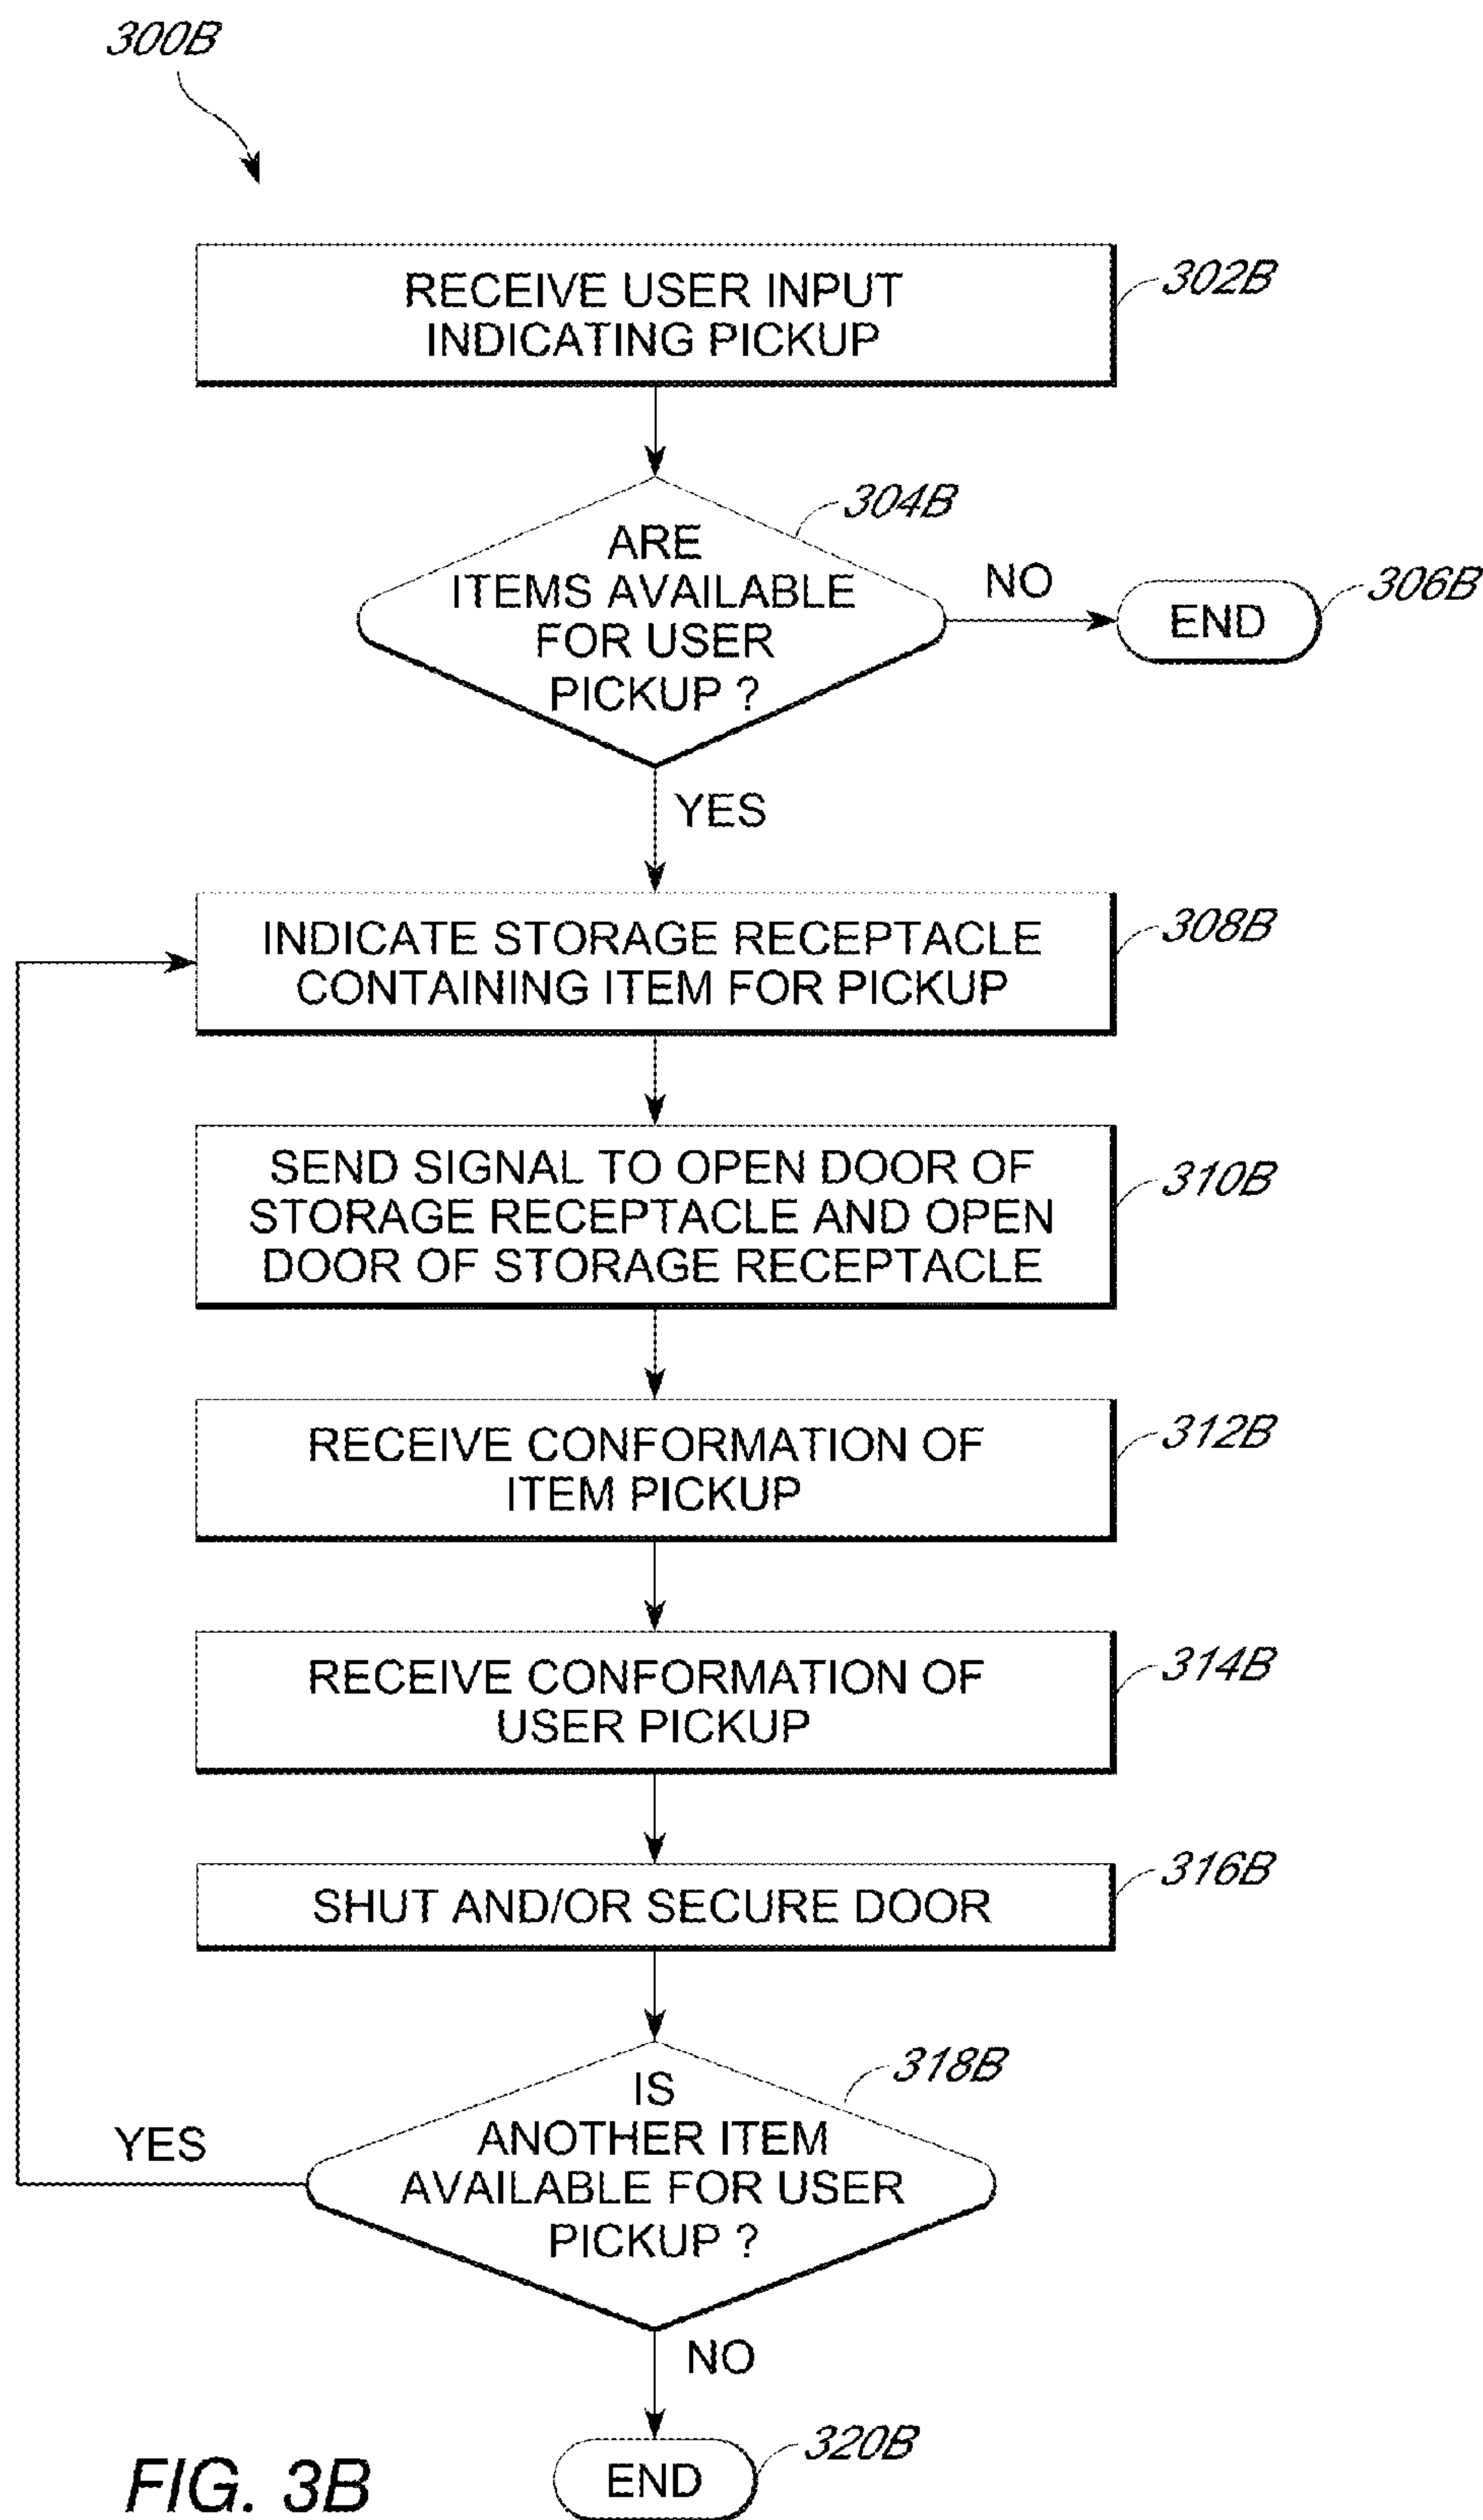 300B
RECEIVE USER INPUT
INDICATING PICKUP
302B
304B
ARE
ITEMS AVAILABLE
FOR USER
PICKUP ?
NO
END
306B
YES
INDICATE STORAGE RECEPTACLE
CONTAINING ITEM FOR PICKUP
308B
SEND SIGNAL TO OPEN DOOR OF
STORAGE RECEPTACLE AND OPEN
DOOR OF STORAGE RECEPTACLE
310B
RECEIVE CONFORMATION OF
ITEM PICKUP
312B
RECEIVE CONFORMATION OF
USER PICKUP
314B
SHUT AND/OR SECURE DOOR
316B
318B
IS
ANOTHER ITEM
AVAILABLE FOR USER
PICKUP ?
YES
NO
END
320B
FIG. 3B